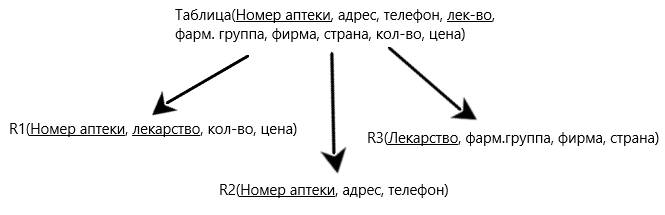 Таблица(Номер аптеки, адрес, телефон, лек-во,
фарм. группа, фирма, страна, кол-во, цена)
R1(Номер аптеки, лекарство, кол-во, цена)
R3(Лекарство, фарм.группа, фирма, страна)
R2(Номер аптеки, адрес, телефон)